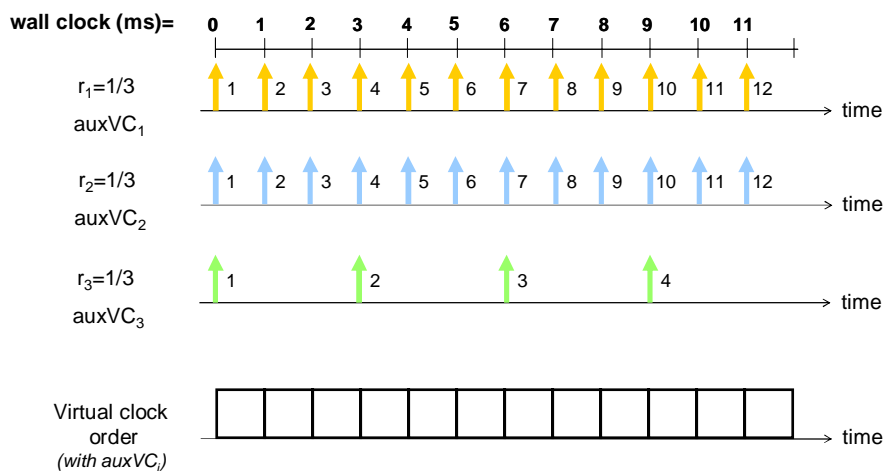 wall clock (ms)= 0 1 2 3 4 5 6 7 8 9 10 11
r1=1/3
1 2 3 4 5 6 7 8 9 10 11 12
time
auxVC1
r2=1/3
1 2 3 4 5 6 7 8 9 10 11 12
time
auxVC2
r3=1/3
1 2 3 4
time
auxVC3
Virtual clock
order
time
(with auxVCi)